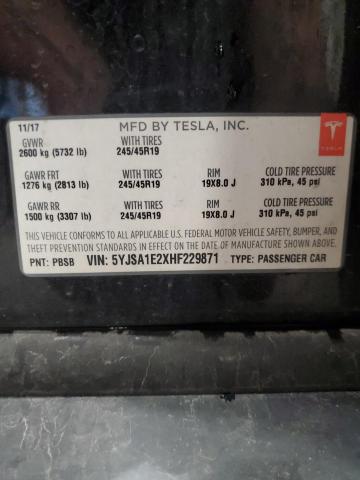 11/17 MFD BY TESLA, INC.
GVWR WITH TIRES
2600 kg (5732 lb) 245/45R19
TESLA
GAWR FRT WITH TIRES RIM COLD TIRE PRESSURE
1276 kg (2813 lb) 245/45R19 19X8.0 J 310 kPa, 45 psi
GAWR RR WITH TIRES RIM COLD TIRE PRESSURE
1500 kg (3307 lb) 245/45R19 19X8.0 J 310 kPa, 45 psi
THIS VEHICLE CONFORMS TO ALL APPLICABLE U.S. FEDERAL MOTOR VEHICLE SAFETY, BUMPER, AND
THEFT PREVENTION STANDARDS IN EFFECT ON THE DATE OF MANUFACTURE SHOWN ABOVE.
PNT: PBSB VIN: 5YJSA1E2XHF229871 TYPE: PASSENGER CAR